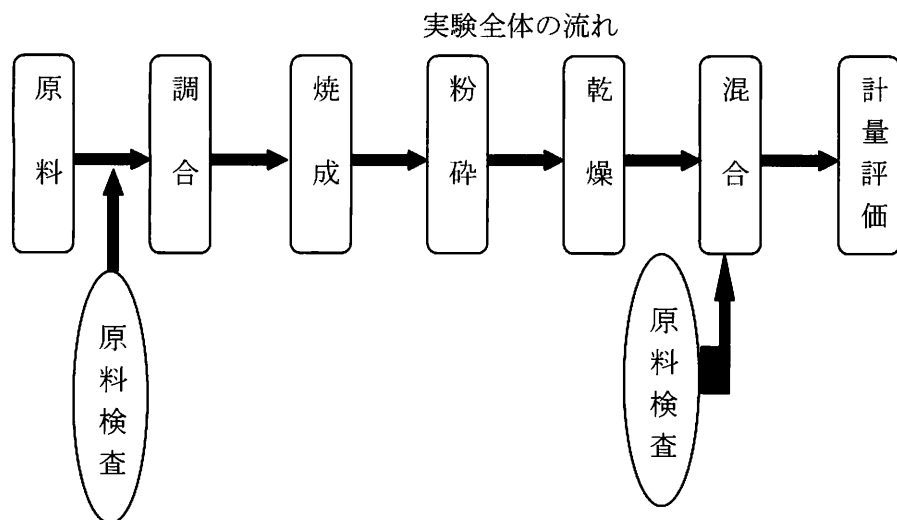 実験全体の流れ
原料
調合
焼成
粉砕
乾燥
混合
計量評価
原料検査
原料検査